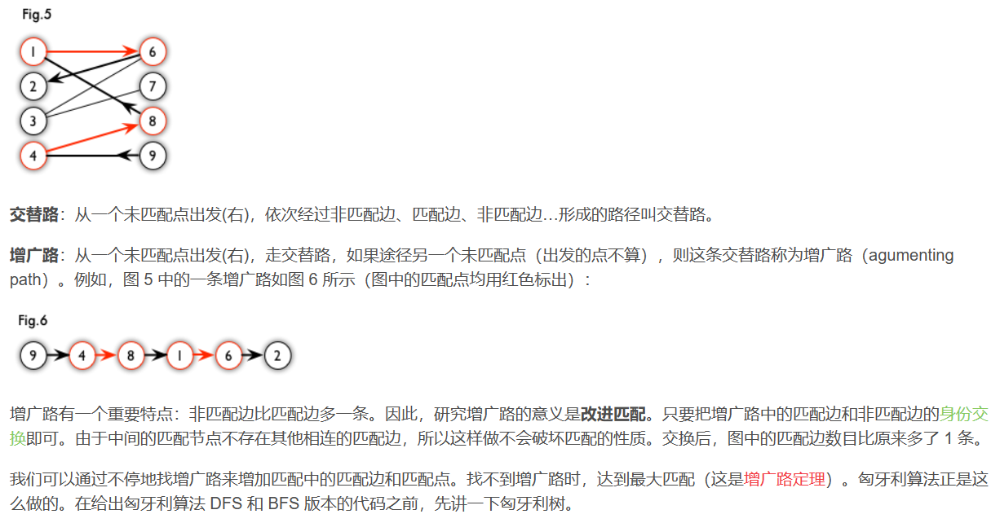 Fig.5
1 6
2 7
3 8
4 9
交替路：从一个未匹配点出发(右)，依次经过非匹配边、匹配边、非匹配边…形成的路径叫交替路。
增广路：从一个未匹配点出发(右)，走交替路，如果途径另一个未匹配点（出发的点不算），则这条交替路称为增广路（agumenting
path）。例如，图 5 中的一条增广路如图 6 所示（图中的匹配点均用红色标出）：
Fig.6
9 4 8 1 6 2
增广路有一个重要特点：非匹配边比匹配边多一条。因此，研究增广路的意义是改进匹配。只要把增广路中的匹配边和非匹配边的身份交
换即可。由于中间的匹配节点不存在其他相连的匹配边，所以这样做不会破坏匹配的性质。交换后，图中的匹配边数目比原来多了 1 条。
我们可以通过不停地找增广路来增加匹配中的匹配边和匹配点。找不到增广路时，达到最大匹配（这是增广路定理）。匈牙利算法正是这
么做的。在给出匈牙利算法 DFS 和 BFS 版本的代码之前，先讲一下匈牙利树。